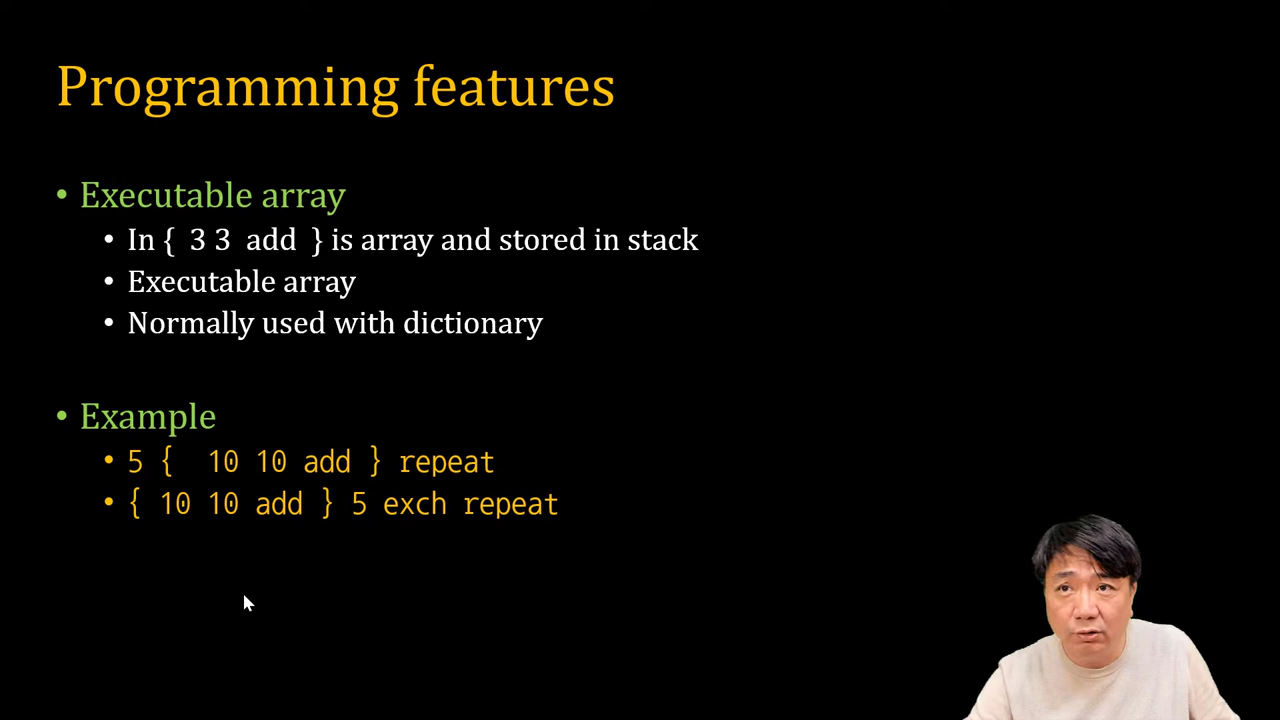 Programming features
• Executable array
• In { 3 3 add } is array and stored in stack
• Executable array
• Normally used with dictionary
• Example
• 5 { 10 10 add } repeat
• { 10 10 add } 5 exch repeat